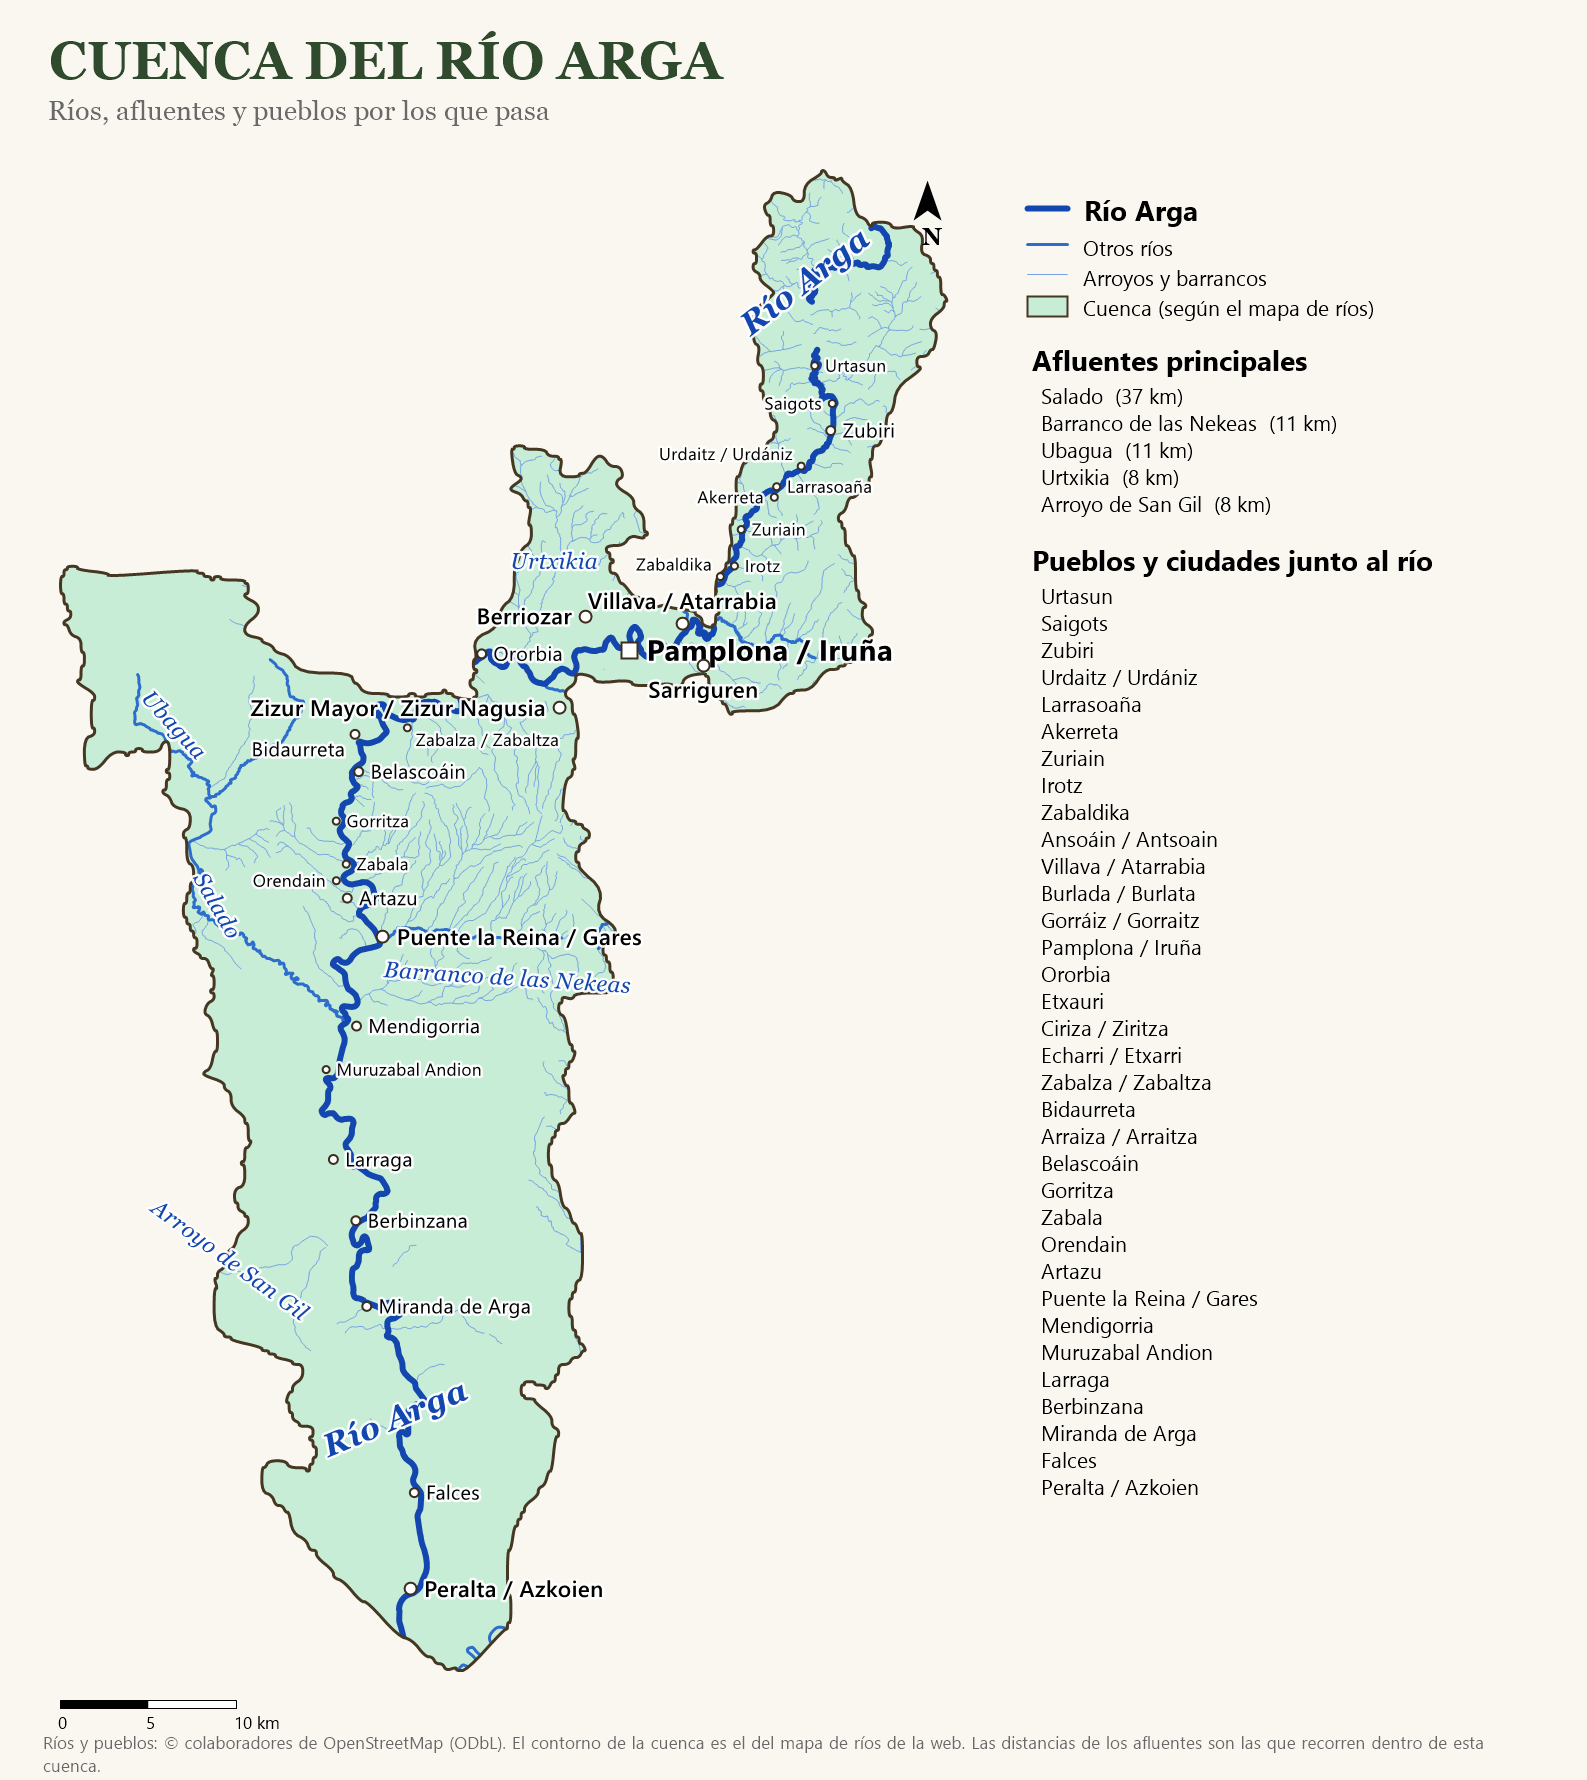 CUENCA DEL RÍO ARGA
Ríos, afluentes y pueblos por los que pasa
N
Río Arga
Urtasun
Saigots
Zubiri
Urdaitz / Urdániz
Larrasoaña
Akerreta
Zuriain
Zabaldika
Irotz
Urtxikia
Villava / Atarrabia
Berriozar
Ororbia
Pamplona / Iruña
Sarriguren
Zizur Mayor / Zizur Nagusia
Ubagua
Bidaurreta
Zabalza / Zabaltza
Belascoáin
Gorritza
Zabala
Orendain
Artazu
Salado
Puente la Reina / Gares
Barranco de las Nekeas
Mendigorria
Muruzabal Andion
Larraga
Berbinzana
Arroyo de San Gil
Miranda de Arga
Río Arga
Falces
Peralta / Azkoien
Río Arga
Otros ríos
Arroyos y barrancos
Cuenca (según el mapa de ríos)
Afluentes principales
Salado (37 km)
Barranco de las Nekeas (11 km)
Ubagua (11 km)
Urtxikia (8 km)
Arroyo de San Gil (8 km)
Pueblos y ciudades junto al río
Urtasun
Saigots
Zubiri
Urdaitz / Urdániz
Larrasoaña
Akerreta
Zuriain
Irotz
Zabaldika
Ansoáin / Antsoain
Villava / Atarrabia
Burlada / Burlata
Gorráiz / Gorraitz
Pamplona / Iruña
Ororbia
Etxauri
Ciriza / Ziritza
Echarri / Etxarri
Zabalza / Zabaltza
Bidaurreta
Arraiza / Arraitza
Belascoáin
Gorritza
Zabala
Orendain
Artazu
Puente la Reina / Gares
Mendigorria
Muruzabal Andion
Larraga
Berbinzana
Miranda de Arga
Falces
Peralta / Azkoien
0 5 10 km
Ríos y pueblos: © colaboradores de OpenStreetMap (ODbL). El contorno de la cuenca es el del mapa de ríos de la web. Las distancias de los afluentes son las que recorren dentro de esta
cuenca.